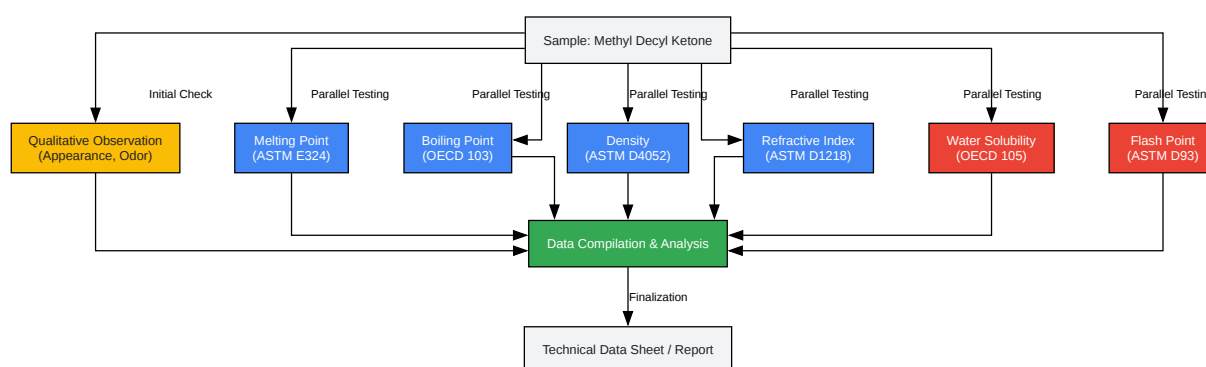 Sample: Methyl Decyl Ketone
Initial Check
Parallel Testing
Parallel Testing
Parallel Testing
Parallel Testing
Parallel Testing
Parallel Testin
Qualitative Observation
(Appearance, Odor)
Melting Point
(ASTM E324)
Boiling Point
(OECD 103)
Density
(ASTM D4052)
Refractive Index
(ASTM D1218)
Water Solubility
(OECD 105)
Flash Point
(ASTM D93)
Data Compilation & Analysis
Finalization
Technical Data Sheet / Report